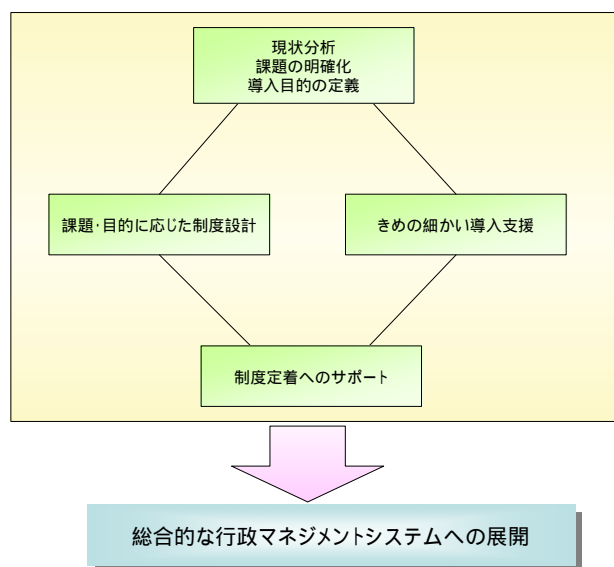 現状分析
課題の明確化
導入目的の定義
課題・目的に応じた制度設計
きめの細かい導入支援
制度定着へのサポート
総合的な行政マネジメントシステムへの展開